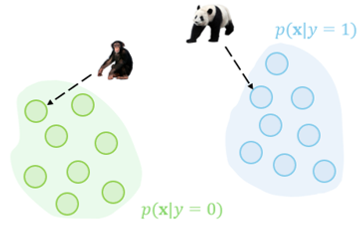 p(x|y = 1)
p(x|y = 0)